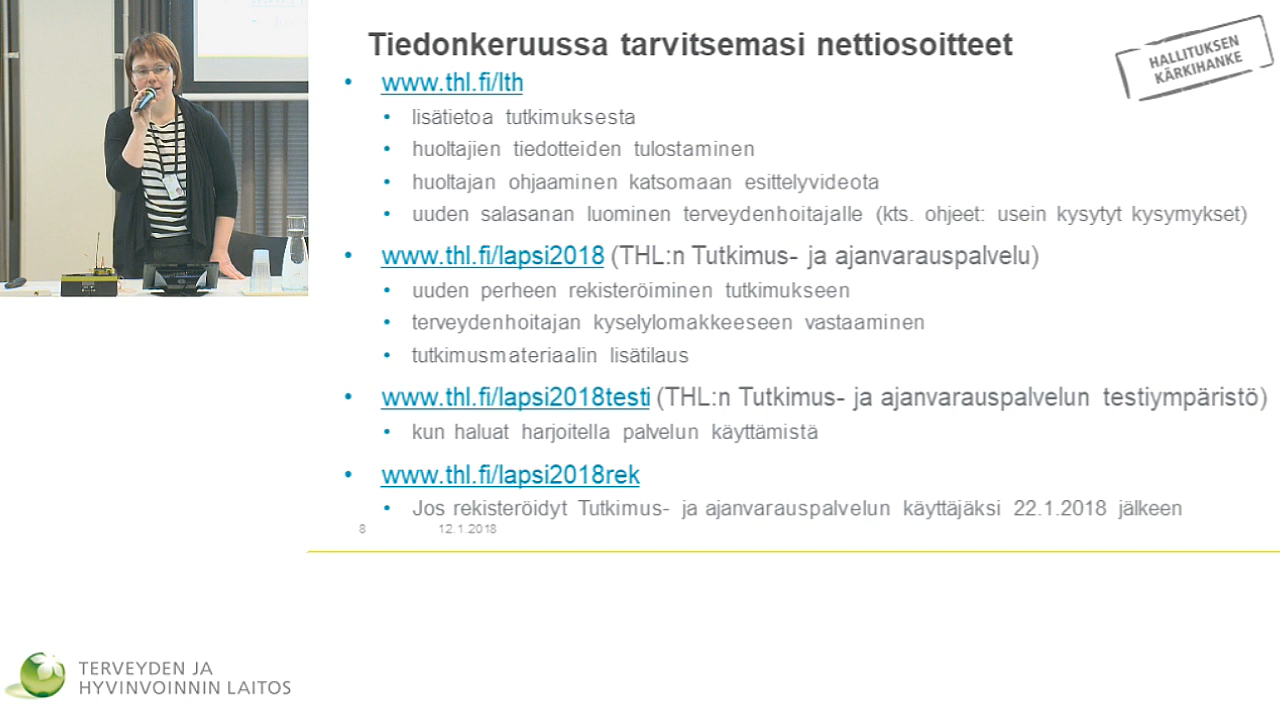 Tiedonkeruussa tarvitsemasi nettiosoitteet
HALLITUKSEN
KÄRKIHANKE
• www.thl.fi/lth
• lisätietoa tutkimuksesta
• huoltajien tiedotteiden tulostaminen
• huoltajan ohjaaminen katsomaan esittelyvideota
• uuden salasanan luominen terveydenhoitajalle (kts. ohjeet: usein kysytyt kysymykset)
• www.thl.fi/lapsi2018 (THL:n Tutkimus- ja ajanvarauspalvelu)
• uuden perheen rekisteröiminen tutkimukseen
• terveydenhoitajan kyselylomakkeeseen vastaaminen
• tutkimusmateriaalin lisätilaus
• www.thl.fi/lapsi2018testi (THL:n Tutkimus- ja ajanvarauspalvelun testiympäristö)
• kun haluat harjoitella palvelun käyttämistä
• www.thl.fi/lapsi2018rek
• Jos rekisteröidyt Tutkimus- ja ajanvarauspalvelun käyttäjäksi 22.1.2018 jälkeen
8 12.1.2018
TERVEYDEN JA
HYVINVOINNIN LAITOS